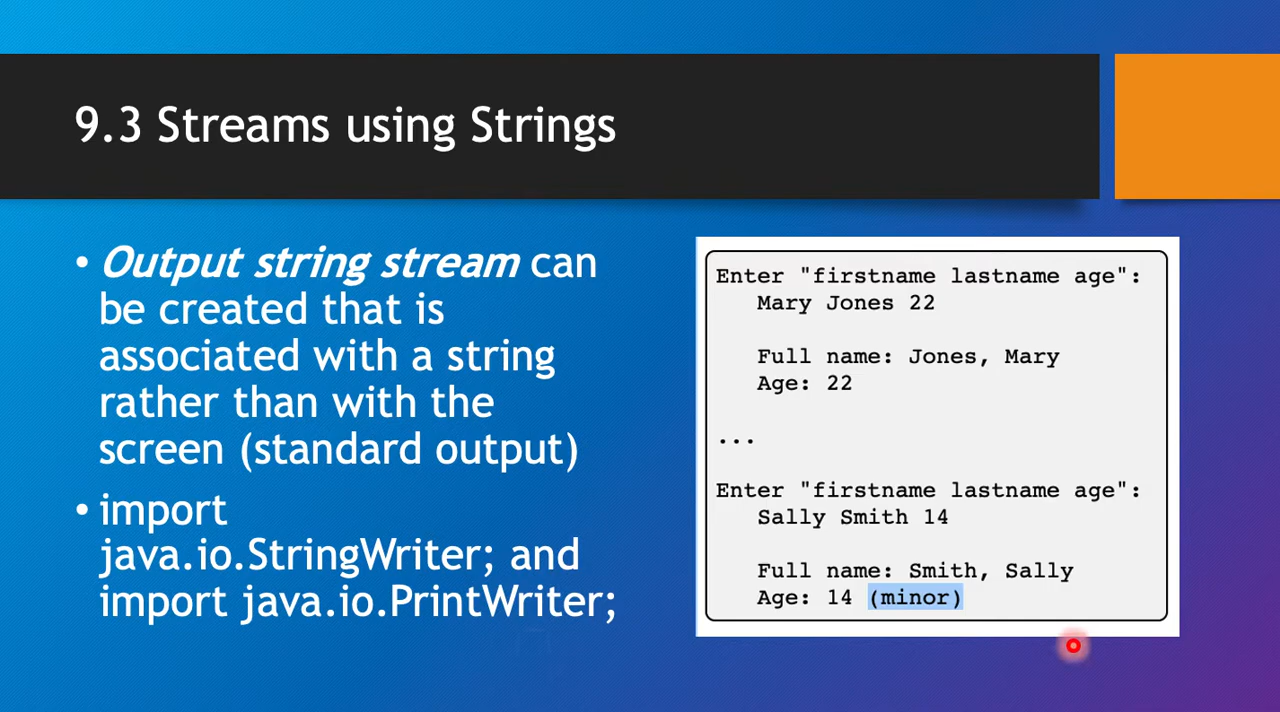 9.3 Streams using Strings
• Output string stream can
be created that is
associated with a string
rather than with the
screen (standard output)
• import
java.io.StringWriter; and
import java.io.PrintWriter;
Enter "firstname lastname age":
Mary Jones 22
Full name: Jones, Mary
Age: 22
...
Enter "firstname lastname age":
Sally Smith 14
Full name: Smith, Sally
Age: 14 (minor)